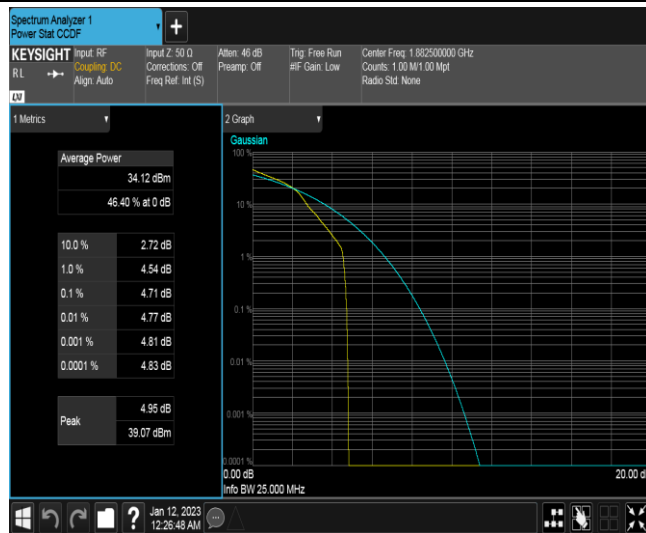 Spectrum Analyzer 1
Power Stat CCDF
+
KEYSIGHT
RL
Input: RF
Coupling: DC
Align: Auto
Input Z: 50 Ω
Corrections: Off
Freq Ref: Int (S)
Atten: 46 dB
Preamp: Off
Trig: Free Run
#IF Gain: Low
Center Freq: 1.882500000 GHz
Counts: 1.00 M/1.00 Mpt
Radio Std: None
1 Metrics
Average Power
34.12 dBm
46.40 % at 0 dB
10.0 % 2.72 dB
1.0 % 4.54 dB
0.1 % 4.71 dB
0.01 % 4.77 dB
0.001 % 4.81 dB
0.0001 % 4.83 dB
Peak
4.95 dB
39.07 dBm
2 Graph
Gaussian
100 %
10 %
1 %
0.1 %
0.01 %
0.001 %
0.0001 %
0.00 dB
20.00 d
Info BW 25.000 MHz
?
Jan 12, 2023
12:26:48 AM